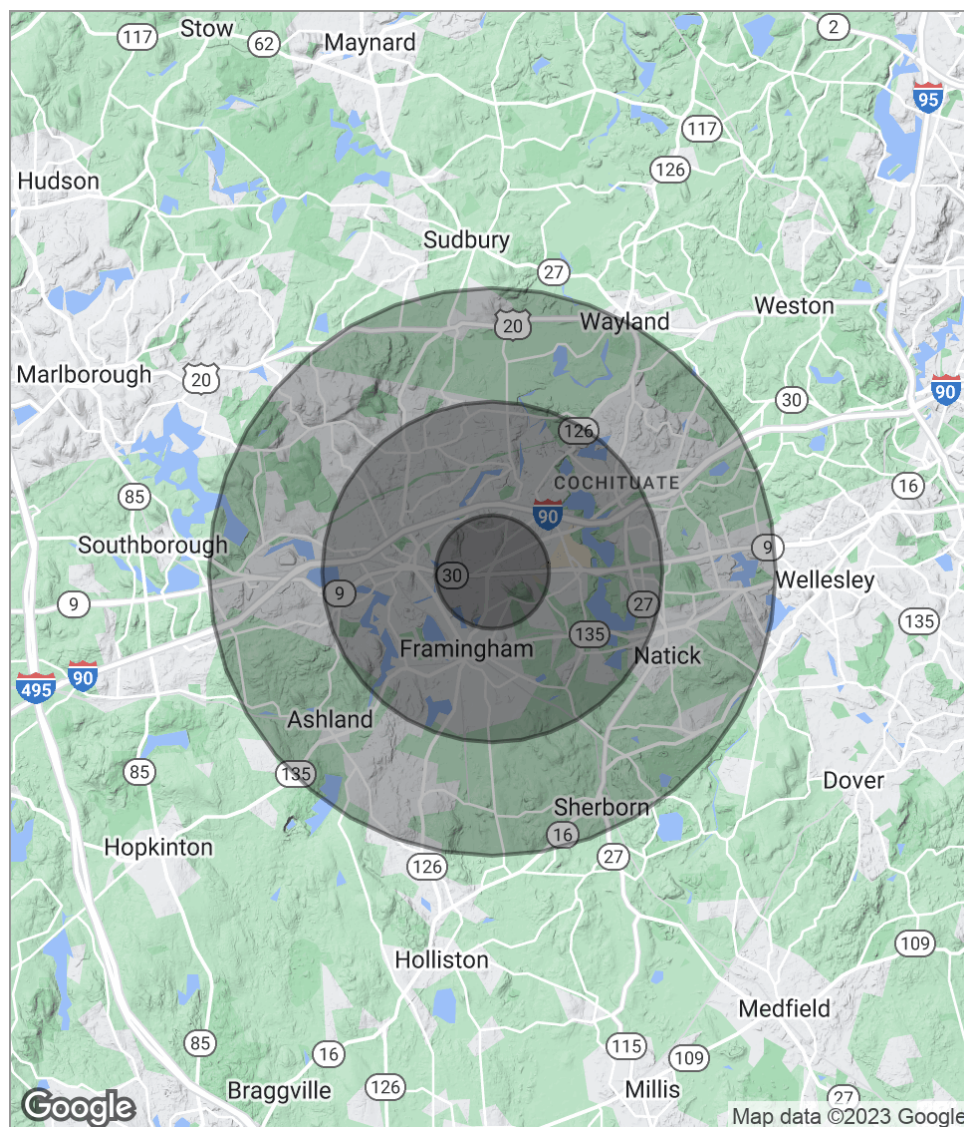 117
Stow
62
Maynard
2
95
117
126
Hudson
Sudbury
27
Weston
20
Wayland
Marlborough
20
90
30
126
COCHITUATE
16
85
90
Southborough
9
30
Wellesley
9
9
27
135
135
Framingham
Natick
495
90
Ashland
85
135
Dover
Sherborn
16
Hopkinton
27
126
109
Holliston
Medfield
85
16
115
109
Braggville
126
Millis
27
Google
Map data ©2023 Google